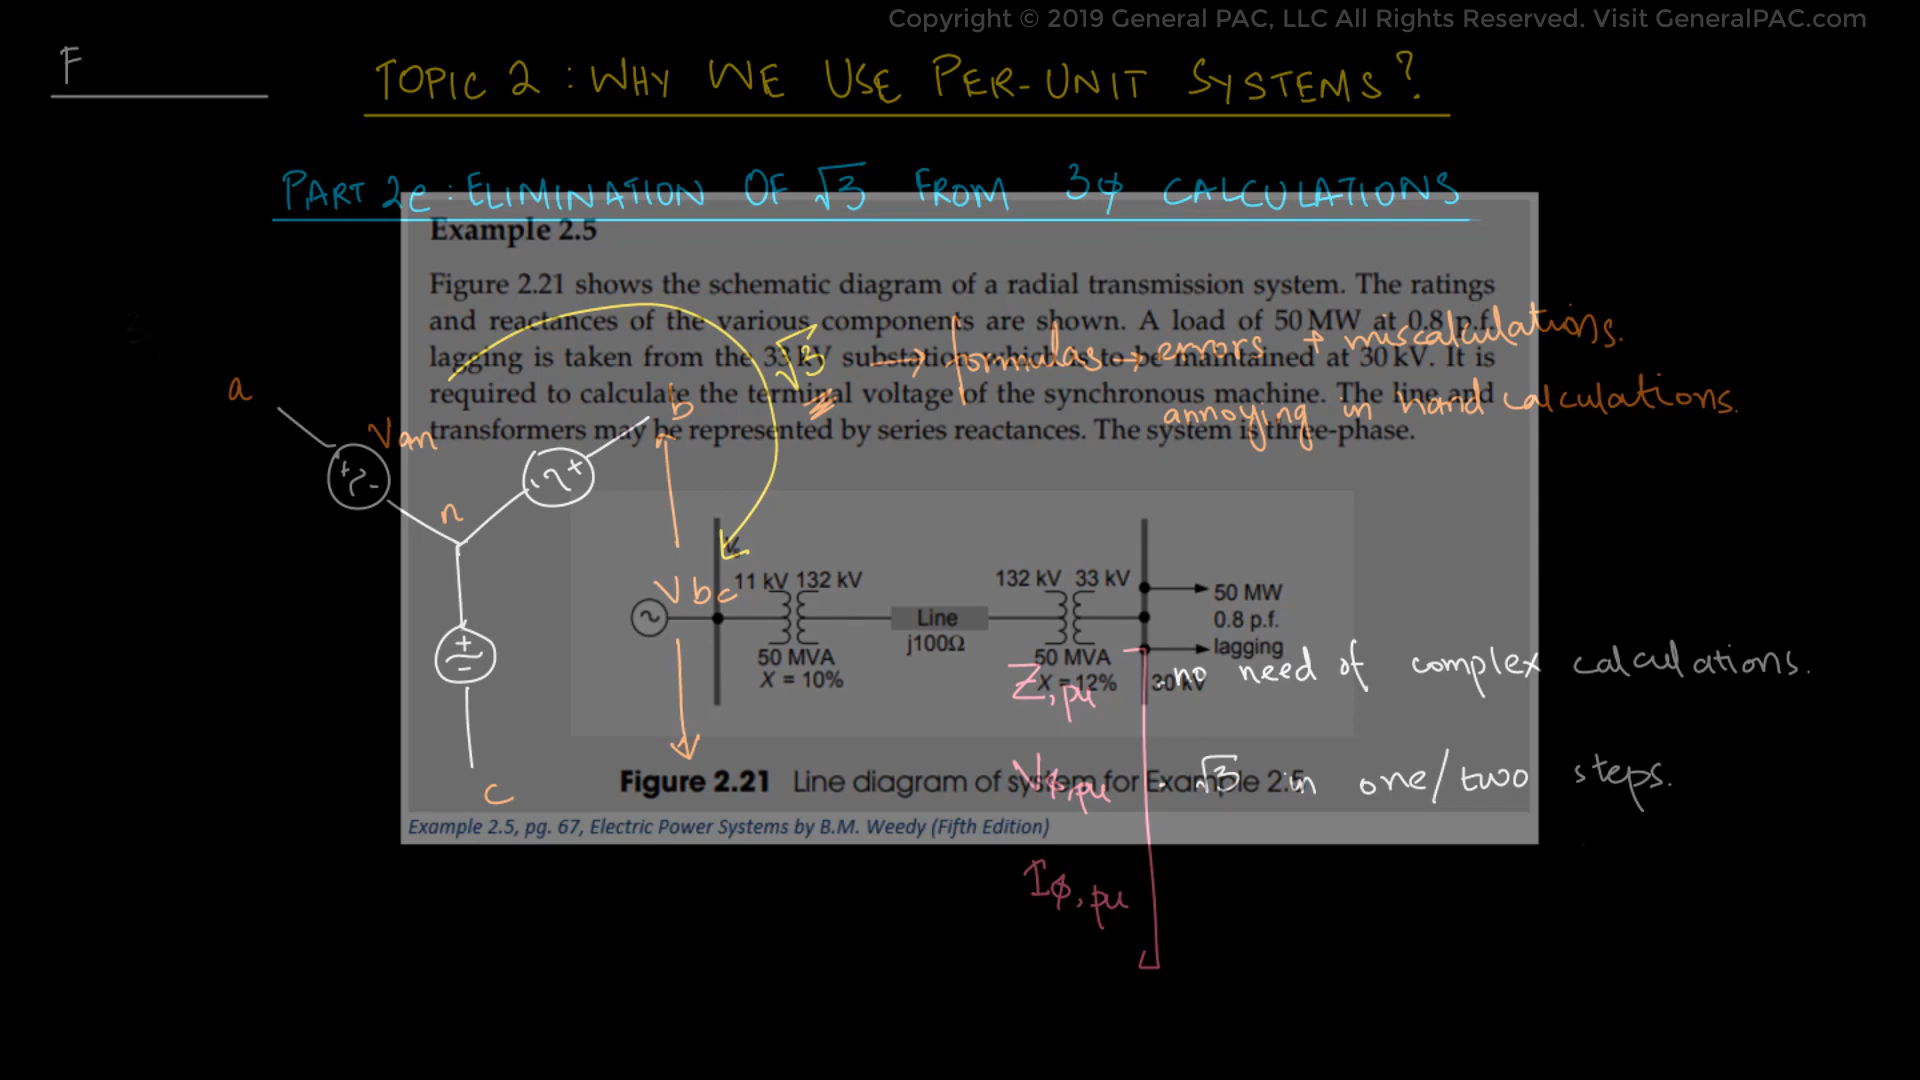 Copyright © 2019 General PAC, LLC All Rights Reserved. Visit GeneralPAC.com
F
TOPIC 2 : WHY WE USE PER-UNIT SYSTEMS?
PART 2e : ELIMINATION OF √3 FROM 3φ CALCULATIONS
Example 2.5
Figure 2.21 shows the schematic diagram of a radial transmission system. The ratings
and reactances of the various components are shown. A load of 50 MW at 0.8 p.f.
lagging is taken from the 33 kV substation which is to be maintained at 30 kV. It is
required to calculate the terminal voltage of the synchronous machine. The line and
transformers may be represented by series reactances. The system is three-phase.
√3 → formulas → errors + miscalculations.
annoying in hand calculations.
a
Van
b
n
Vbc
c
11 kV 132 kV
132 kV 33 kV
50 MW
0.8 p.f.
lagging
Line
j100Ω
50 MVA
X = 10%
50 MVA
X = 12%
30 kV
Z,pu
. no need of complex calculations.
Vφ,pu
. √3 in one/two steps.
Iφ,pu
Figure 2.21 Line diagram of system for Example 2.5
Example 2.5, pg. 67, Electric Power Systems by B.M. Weedy (Fifth Edition)